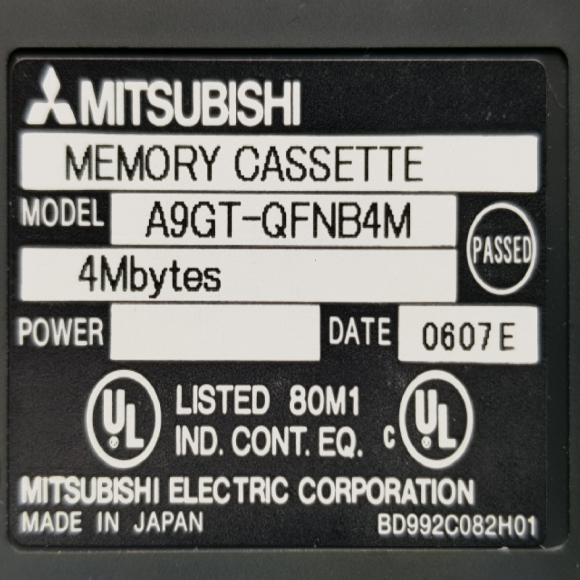 MITSUBISHI
MEMORY CASSETTE
MODEL A9GT-QFNB4M
PASSED
4Mbytes
POWER DATE 0607E
UL LISTED 80M1 c UL
IND. CONT. EQ.
MITSUBISHI ELECTRIC CORPORATION
MADE IN JAPAN BD992C082H01